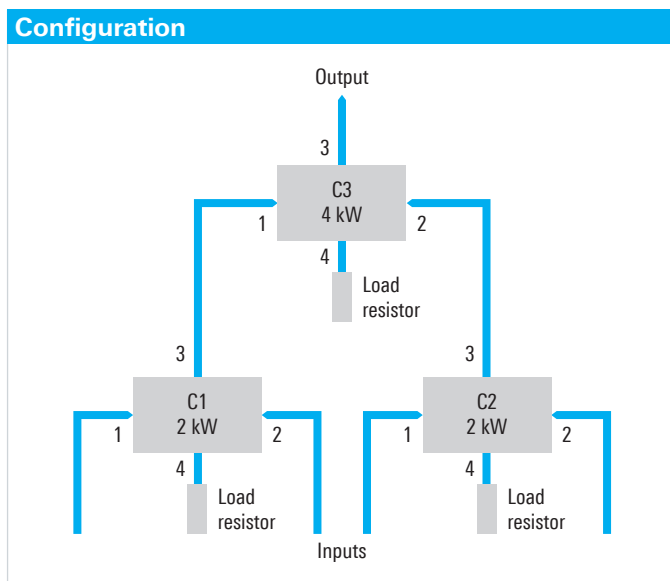 Configuration
Output
3
C3
4 kW
1
2
4
Load
resistor
3
3
C1
2 kW
1
2
4
Load
resistor
C2
2 kW
1
2
4
Load
resistor
Inputs